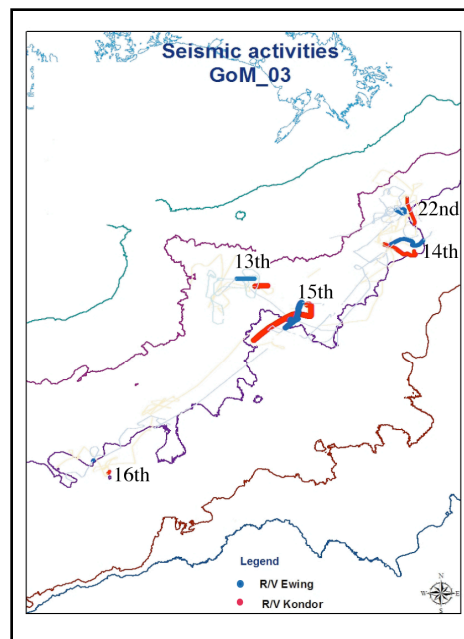 Seismic activities
GoM_03
22nd
14th
13th
15th
16th
Legend
R/V Ewing
R/V Kondor
N
W E
S